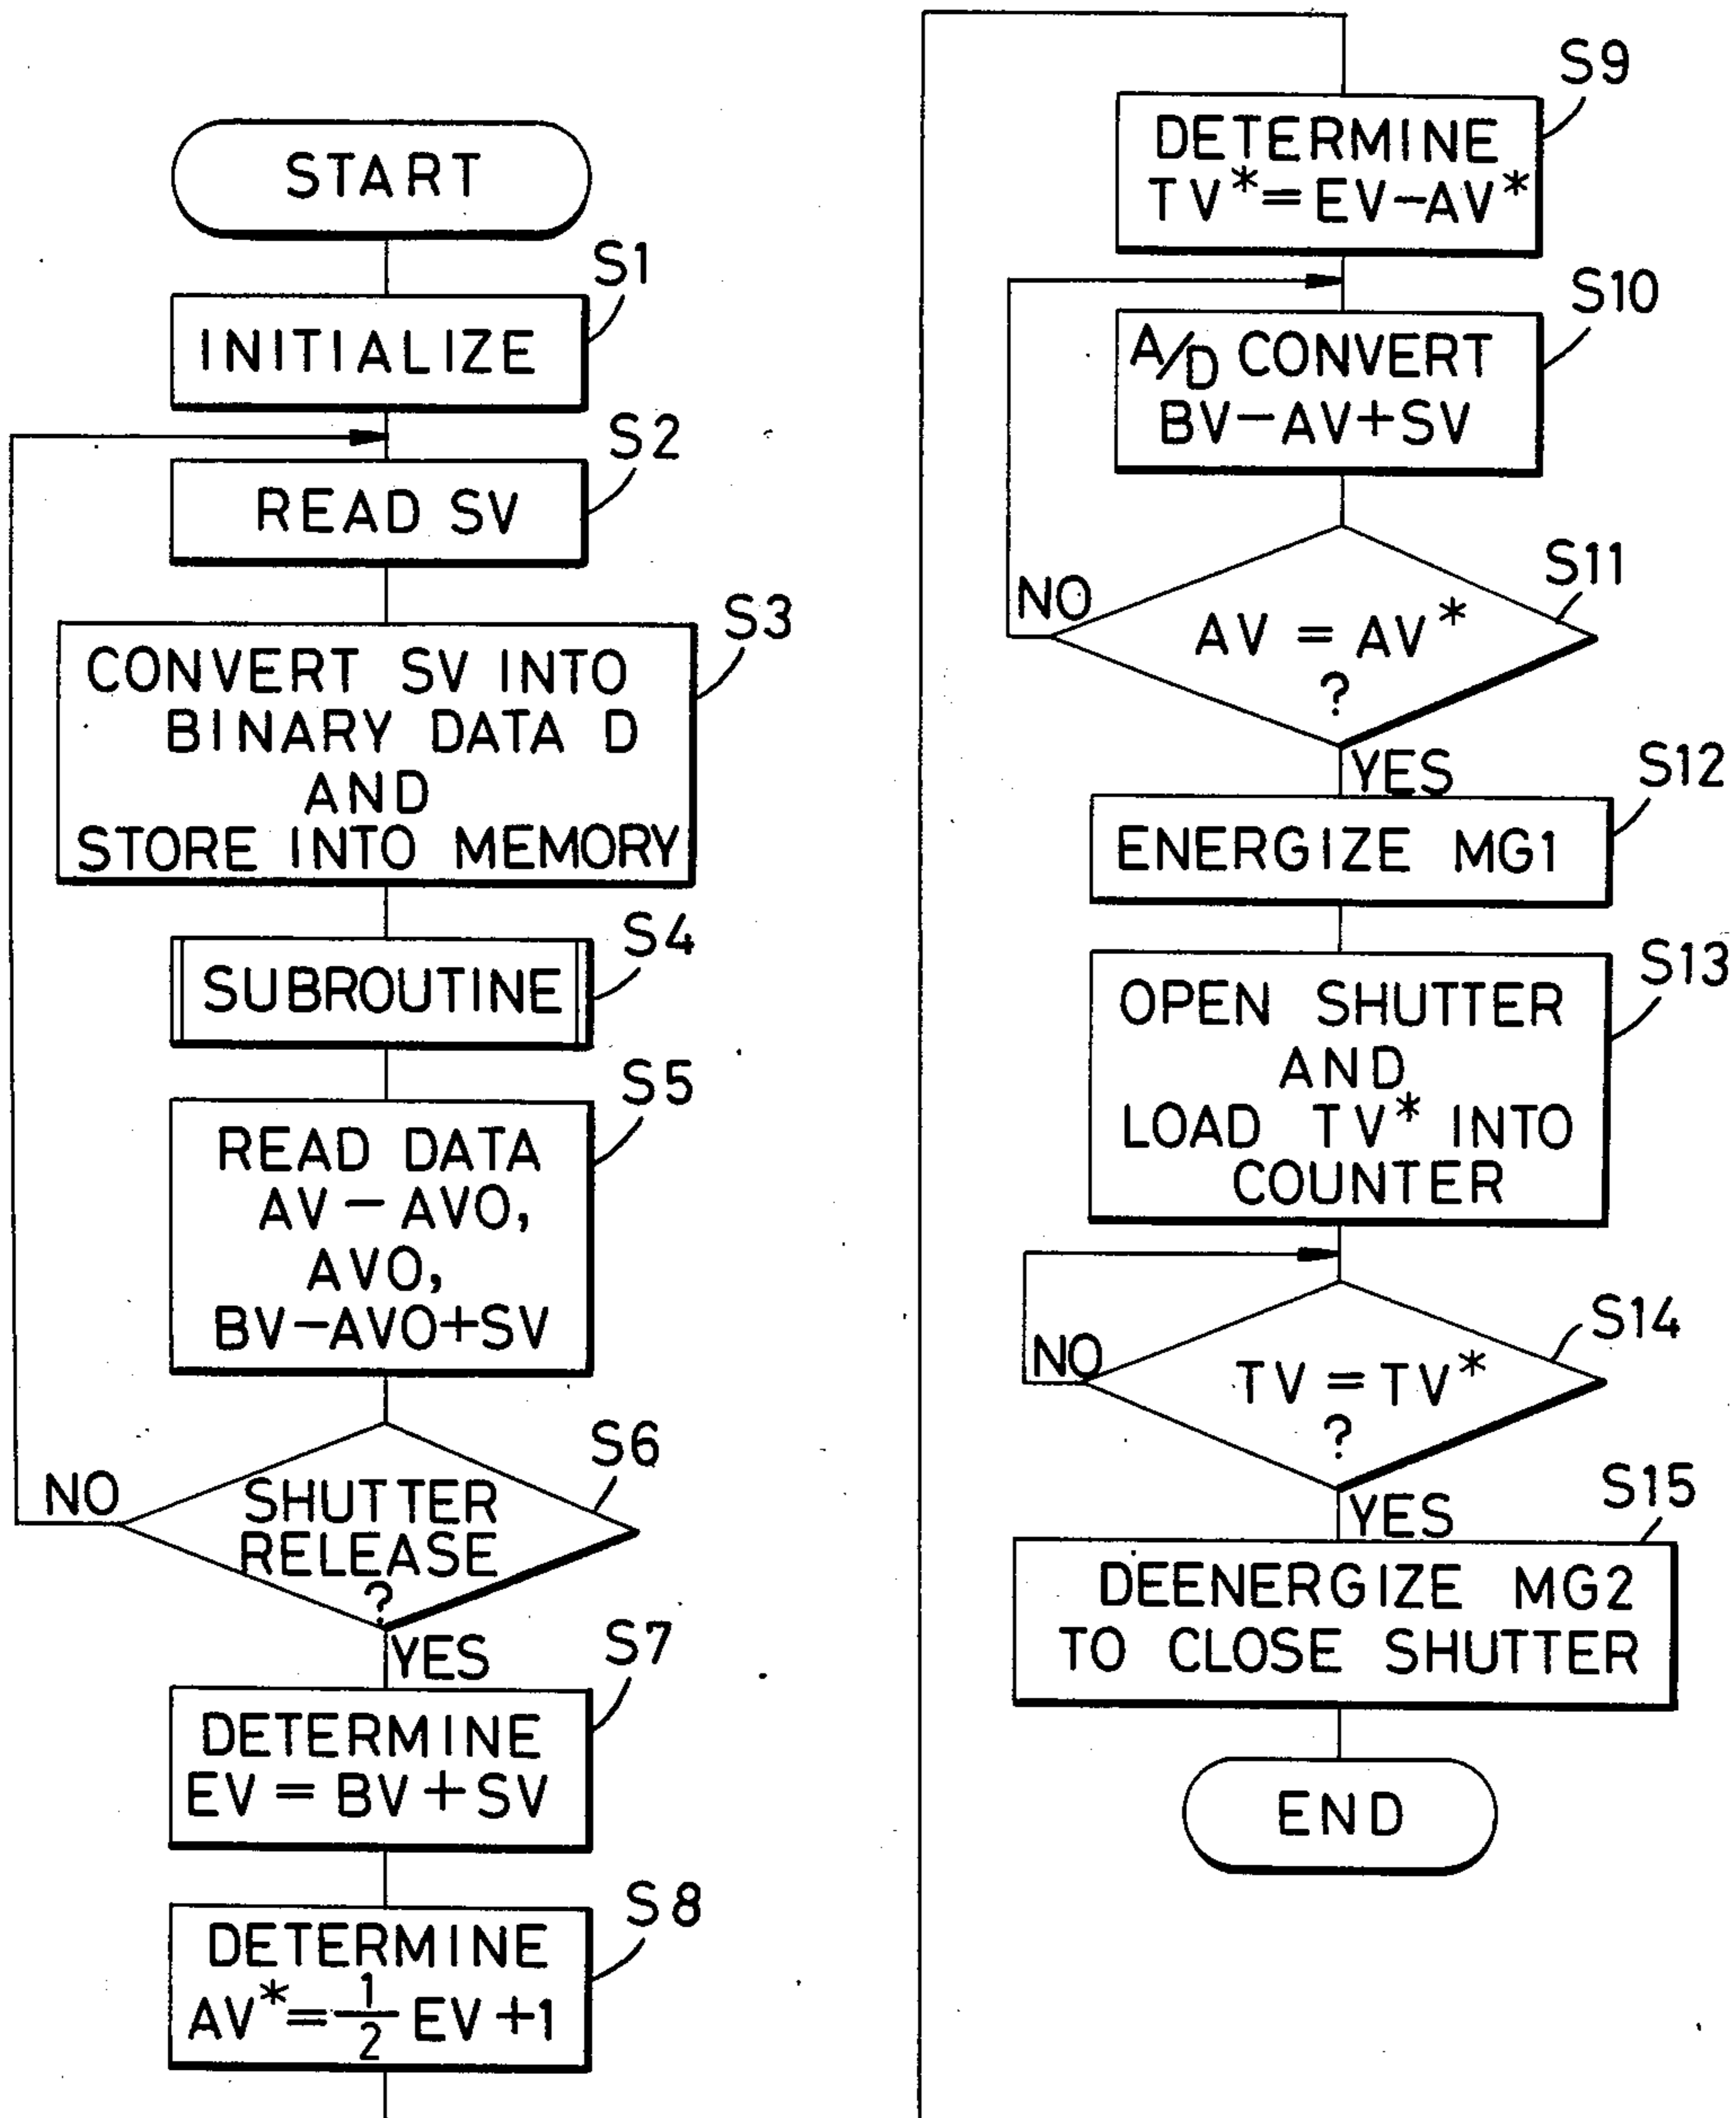 START
S1
INITIALIZE
S2
READ SV
S3
CONVERT SV INTO
BINARY DATA D
AND
STORE INTO MEMORY
S4
SUBROUTINE
S5
READ DATA
AV-AVO,
AVO,
BV-AVO+SV
S6
NO
SHUTTER
RELEASE
?
YES
S7
DETERMINE
EV=BV+SV
S8
DETERMINE
AV*=1/2 EV+1
S9
DETERMINE
TV*=EV-AV*
S10
A/D CONVERT
BV-AV+SV
S11
NO
AV=AV*
?
YES
S12
ENERGIZE MG1
S13
OPEN SHUTTER
AND
LOAD TV* INTO
COUNTER
S14
NO
TV=TV*
?
YES
S15
DEENERGIZE MG2
TO CLOSE SHUTTER
END